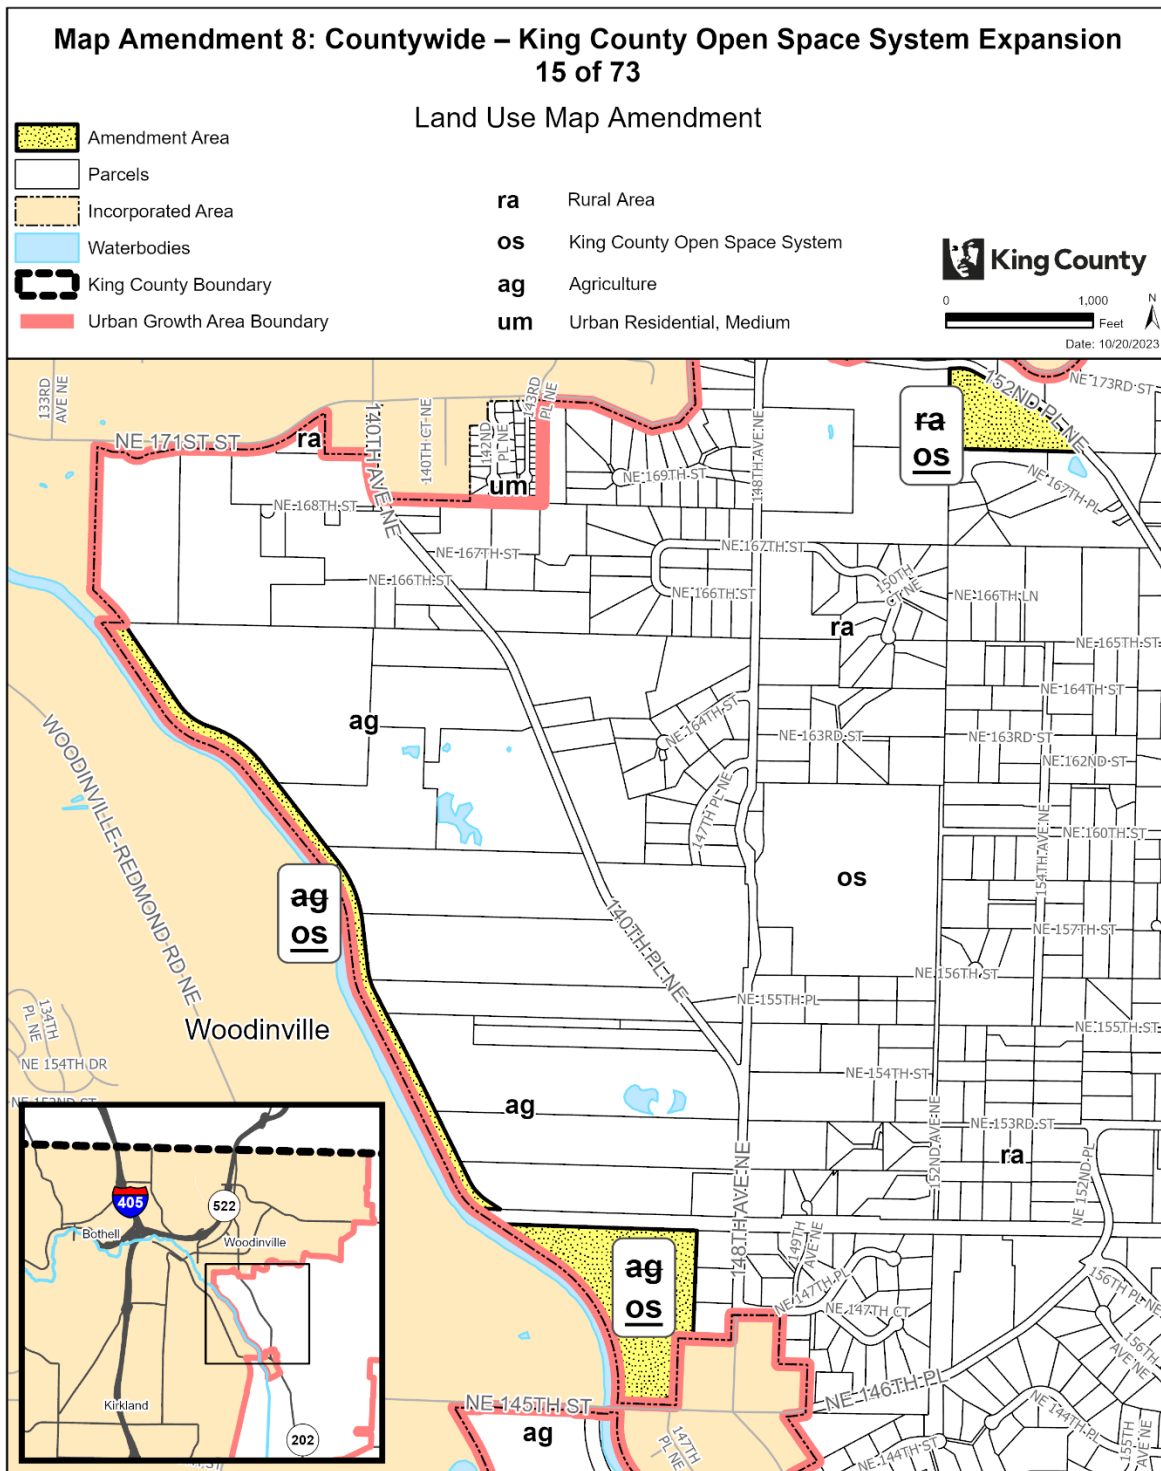 Map Amendment 8: Countywide – King County Open Space System Expansion
15 of 73
Land Use Map Amendment
Amendment Area
Parcels
Incorporated Area
Waterbodies
King County Boundary
Urban Growth Area Boundary
ra Rural Area
os King County Open Space System
ag Agriculture
um Urban Residential, Medium
King County
0 1,000
Feet
N
Date: 10/20/2023
133RD
AVE NE
NE 171ST ST
ra
140TH AVE NE
140TH CT NE
142ND
PL NE
143RD
PL NE
um
NE 168TH ST
NE 169TH ST
148TH AVE NE
ra
os
152ND PL NE
NE 173RD ST
NE 167TH PL
NE 167TH ST
NE 166TH ST
NE 167TH ST
NE 166TH ST
150TH
CT NE
ra
NE 166TH LN
NE 165TH ST
NE 164TH ST
NE 164TH ST
NE 163RD ST
NE 163RD ST
NE 162ND ST
147TH PL NE
NE 160TH ST
154TH AVE NE
ag
WOODINVILLE-REDMOND RD NE
ag
os
os
140TH PL NE
NE 157TH ST
NE 156TH ST
NE 155TH PL
NE 155TH ST
134TH
PL NE
NE 154TH DR
NE 152ND ST
Woodinville
NE 154TH ST
ag
NE 153RD ST
ra
152ND AVE NE
NE 152ND PL
148TH AVE NE
149TH
AVE NE
NE 147TH PL
NE 147TH CT
156TH PL NE
156TH
AVE NE
ag
os
NE 146TH PL
NE 145TH ST
ag
147TH
PL NE
NE 144TH ST
NE 144TH PL
155TH
AVE NE
405
522
Bothell
Woodinville
Kirkland
202